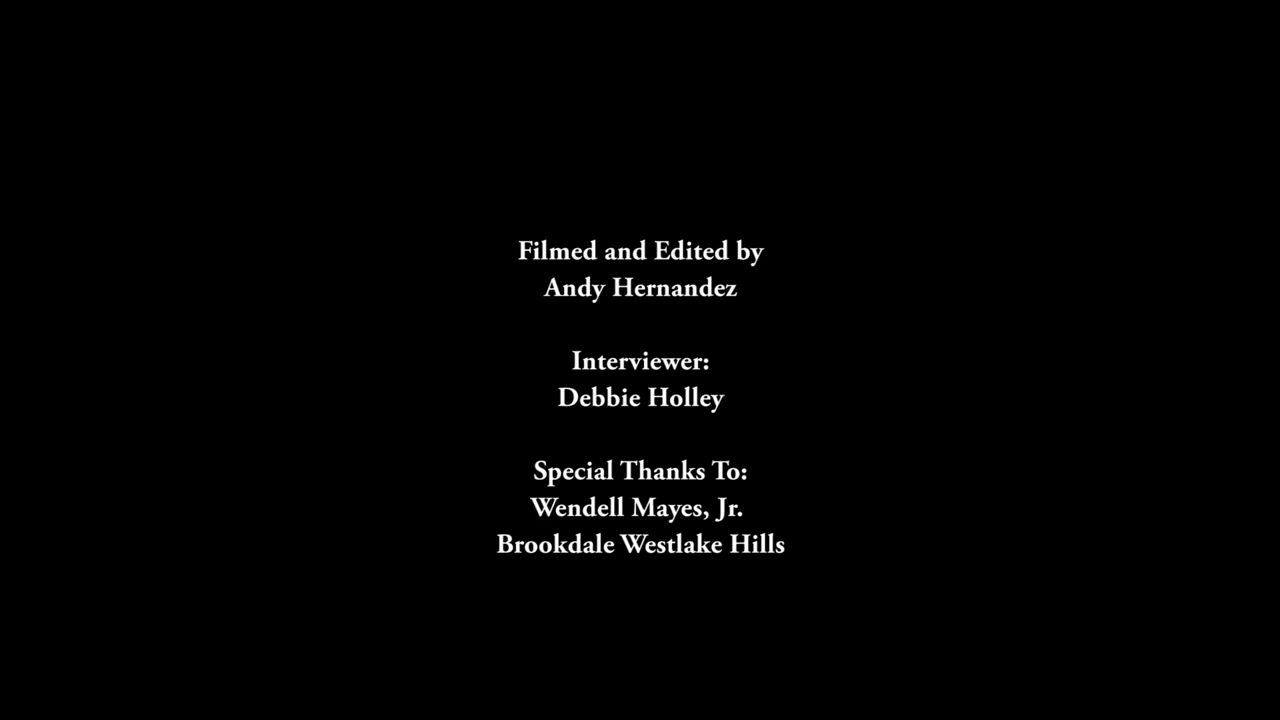 Filmed and Edited by
Andy Hernandez
Interviewer:
Debbie Holley
Special Thanks To:
Wendell Mayes, Jr.
Brookdale Westlake Hills